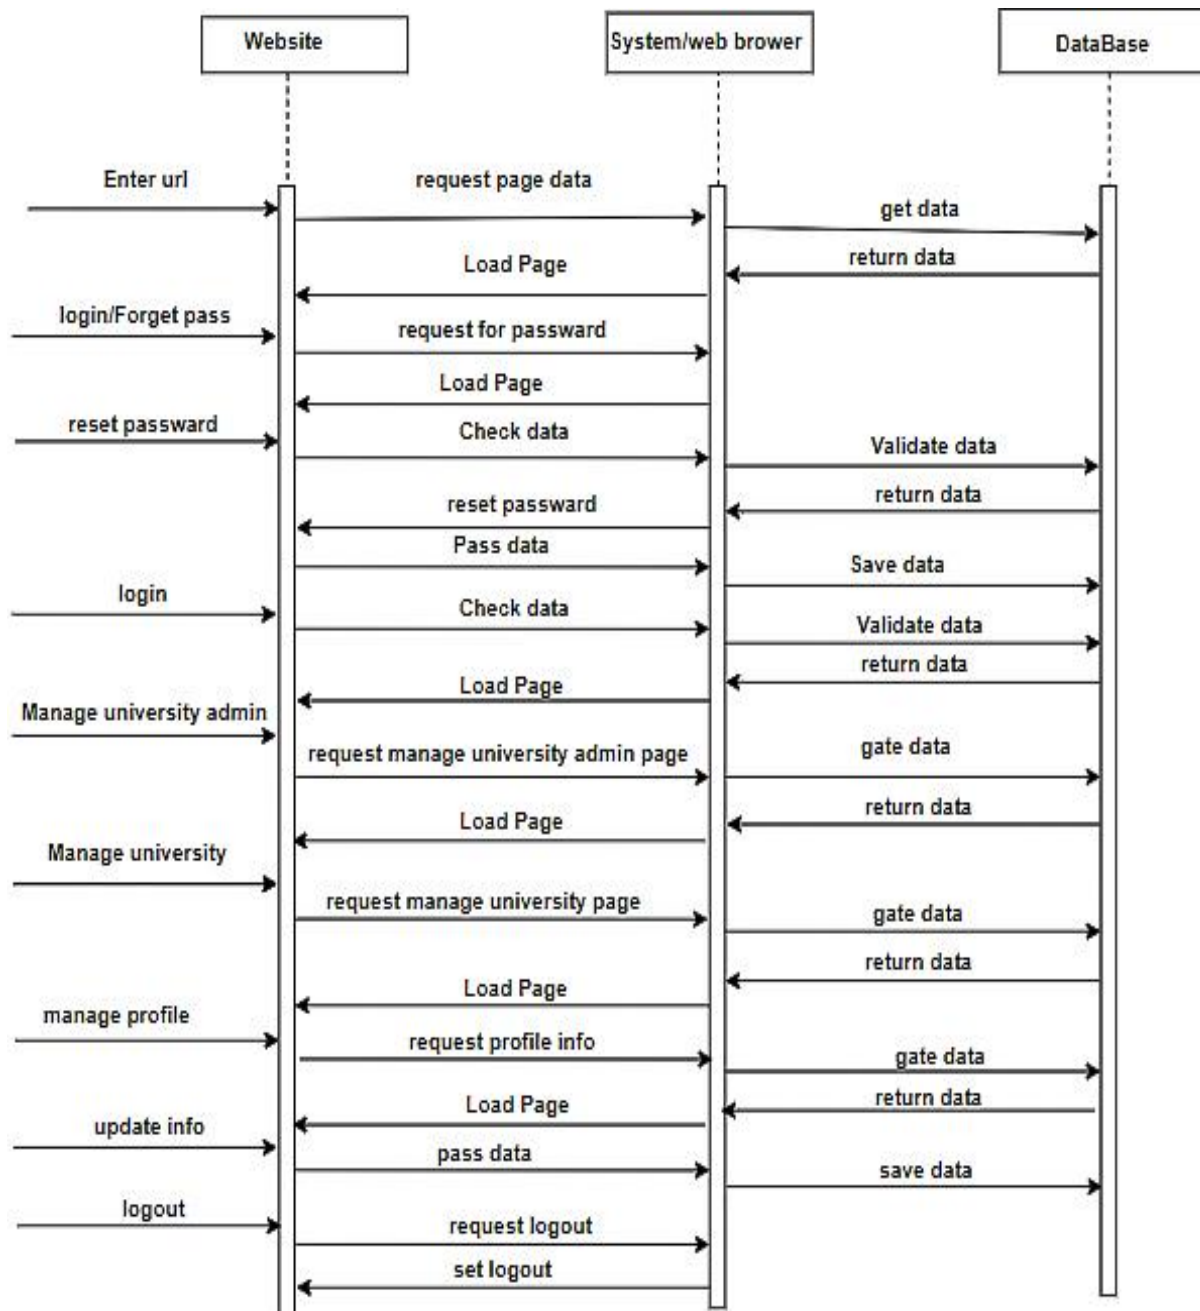 Website
System/web brower
DataBase
Enter url
request page data
get data
return data
Load Page
login/Forget pass
request for passward
Load Page
reset passward
Check data
Validate data
return data
reset passward
Pass data
Save data
login
Check data
Validate data
return data
Load Page
Manage university admin
request manage university admin page
gate data
return data
Load Page
Manage university
request manage university page
gate data
return data
Load Page
manage profile
request profile info
gate data
return data
Load Page
update info
pass data
save data
logout
request logout
set logout